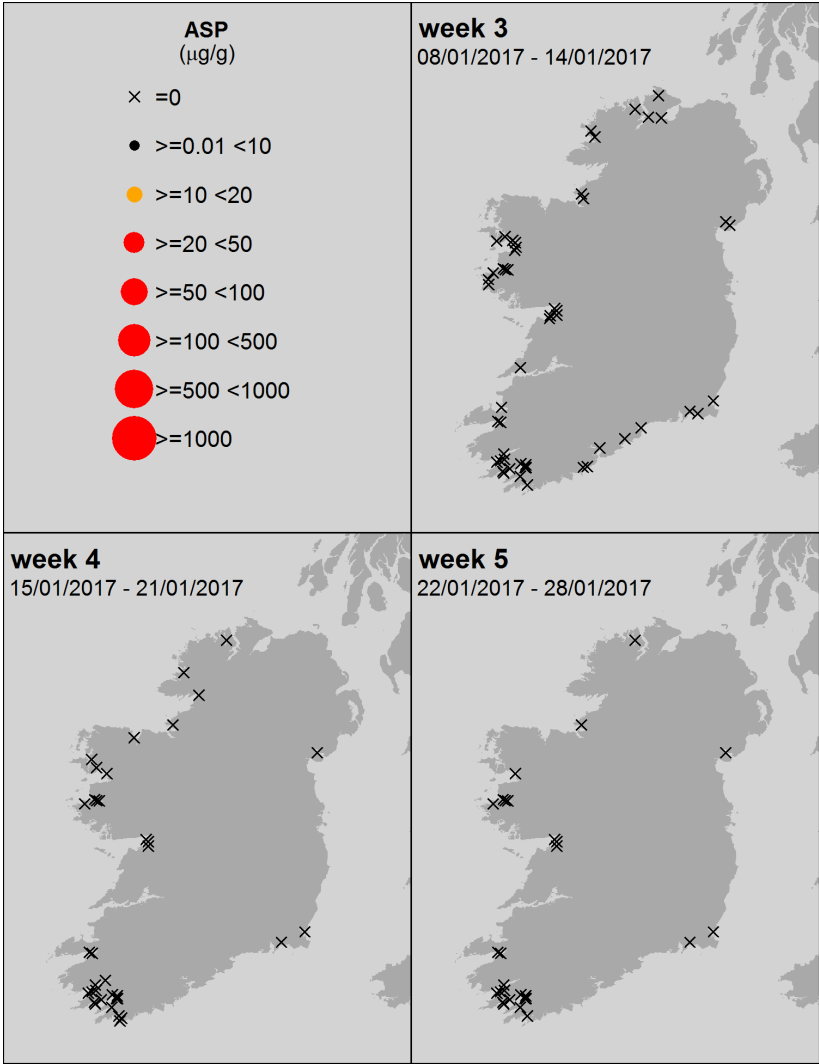 ASP
(µg/g)
=0
>=0.01 <10
>=10 <20
>=20 <50
>=50 <100
>=100 <500
>=500 <1000
>=1000
week 3
08/01/2017 - 14/01/2017
week 4
15/01/2017 - 21/01/2017
week 5
22/01/2017 - 28/01/2017